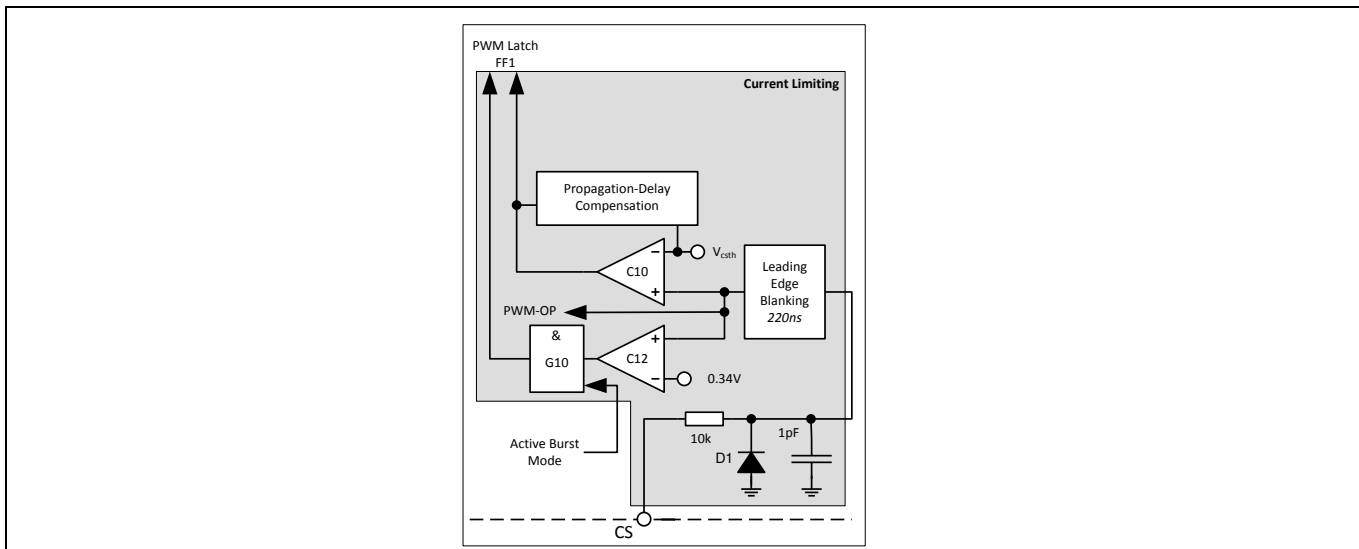 PWM Latch
FF1
Current Limiting
Propagation-Delay
Compensation
−
Vcsth
C10
+
Leading
Edge
Blanking
220ns
PWM-OP
&
G10
+
C12
−
0.34V
10k
1pF
Active Burst
Mode
D1
CS